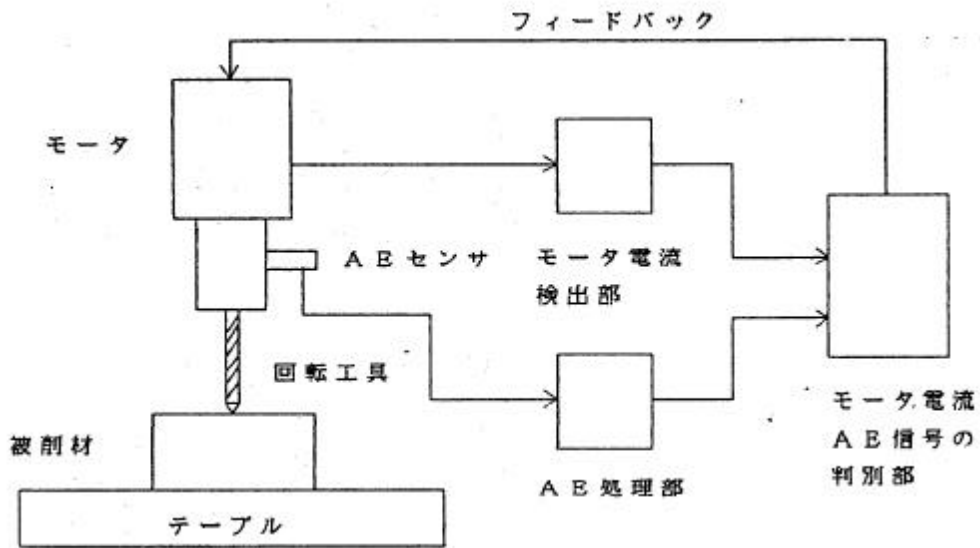 フィードバック
モータ
AEセンサ
モータ電流
検出部
回転工具
被削材
テーブル
AE処理部
モータ電流
AE信号の
判別部